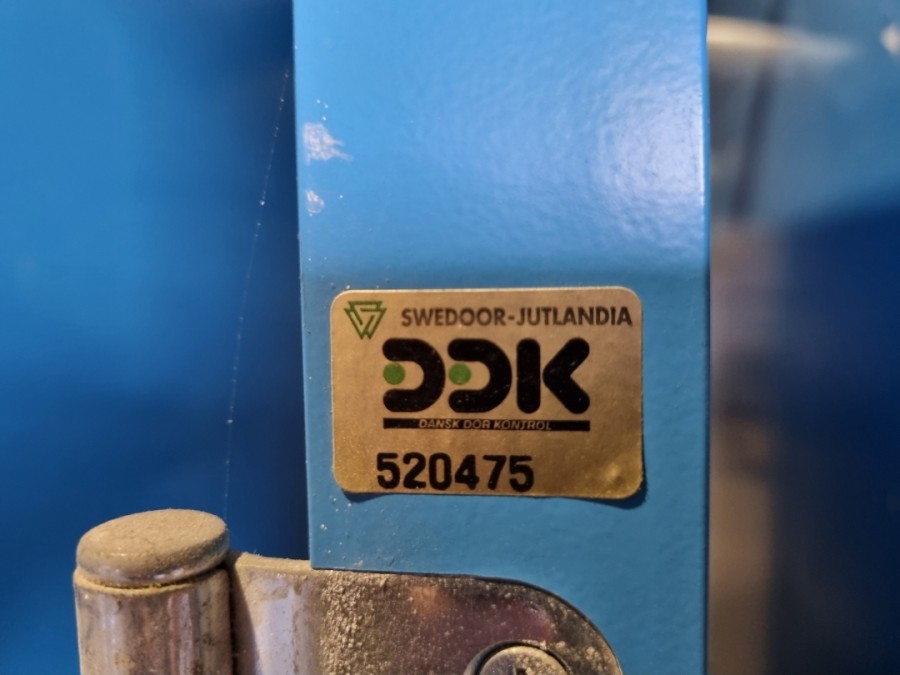 SWEDOOR-JUTLANDIA
DDK
DANSK DØR KONTROL
520475